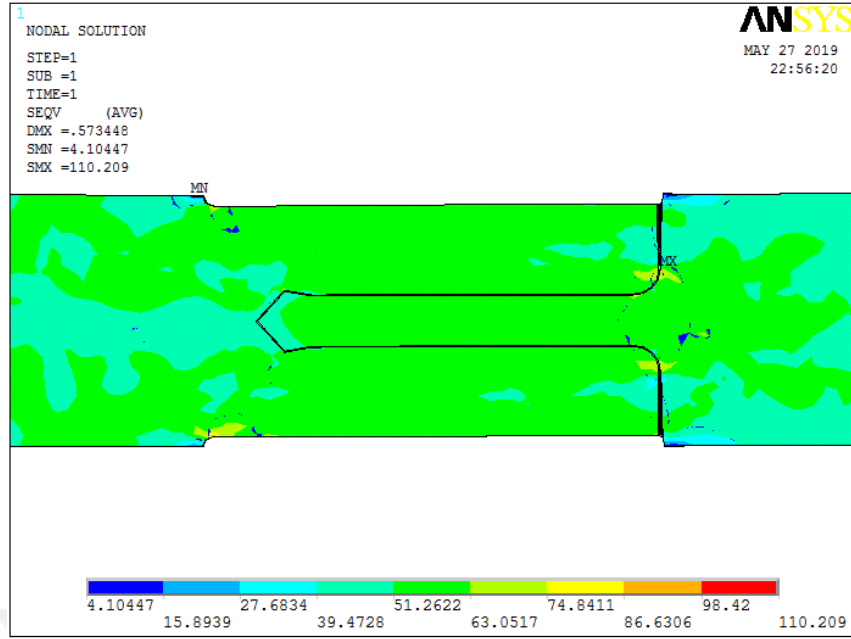 1
NODAL SOLUTION
STEP=1
SUB =1
TIME=1
SEQV (AVG)
DMX =.573448
SMN =4.10447
SMX =110.209
ANSYS
MAY 27 2019
22:56:20
MN
MX
4.10447 27.6834 51.2622 74.8411 98.42
15.8939 39.4728 63.0517 86.6306 110.209